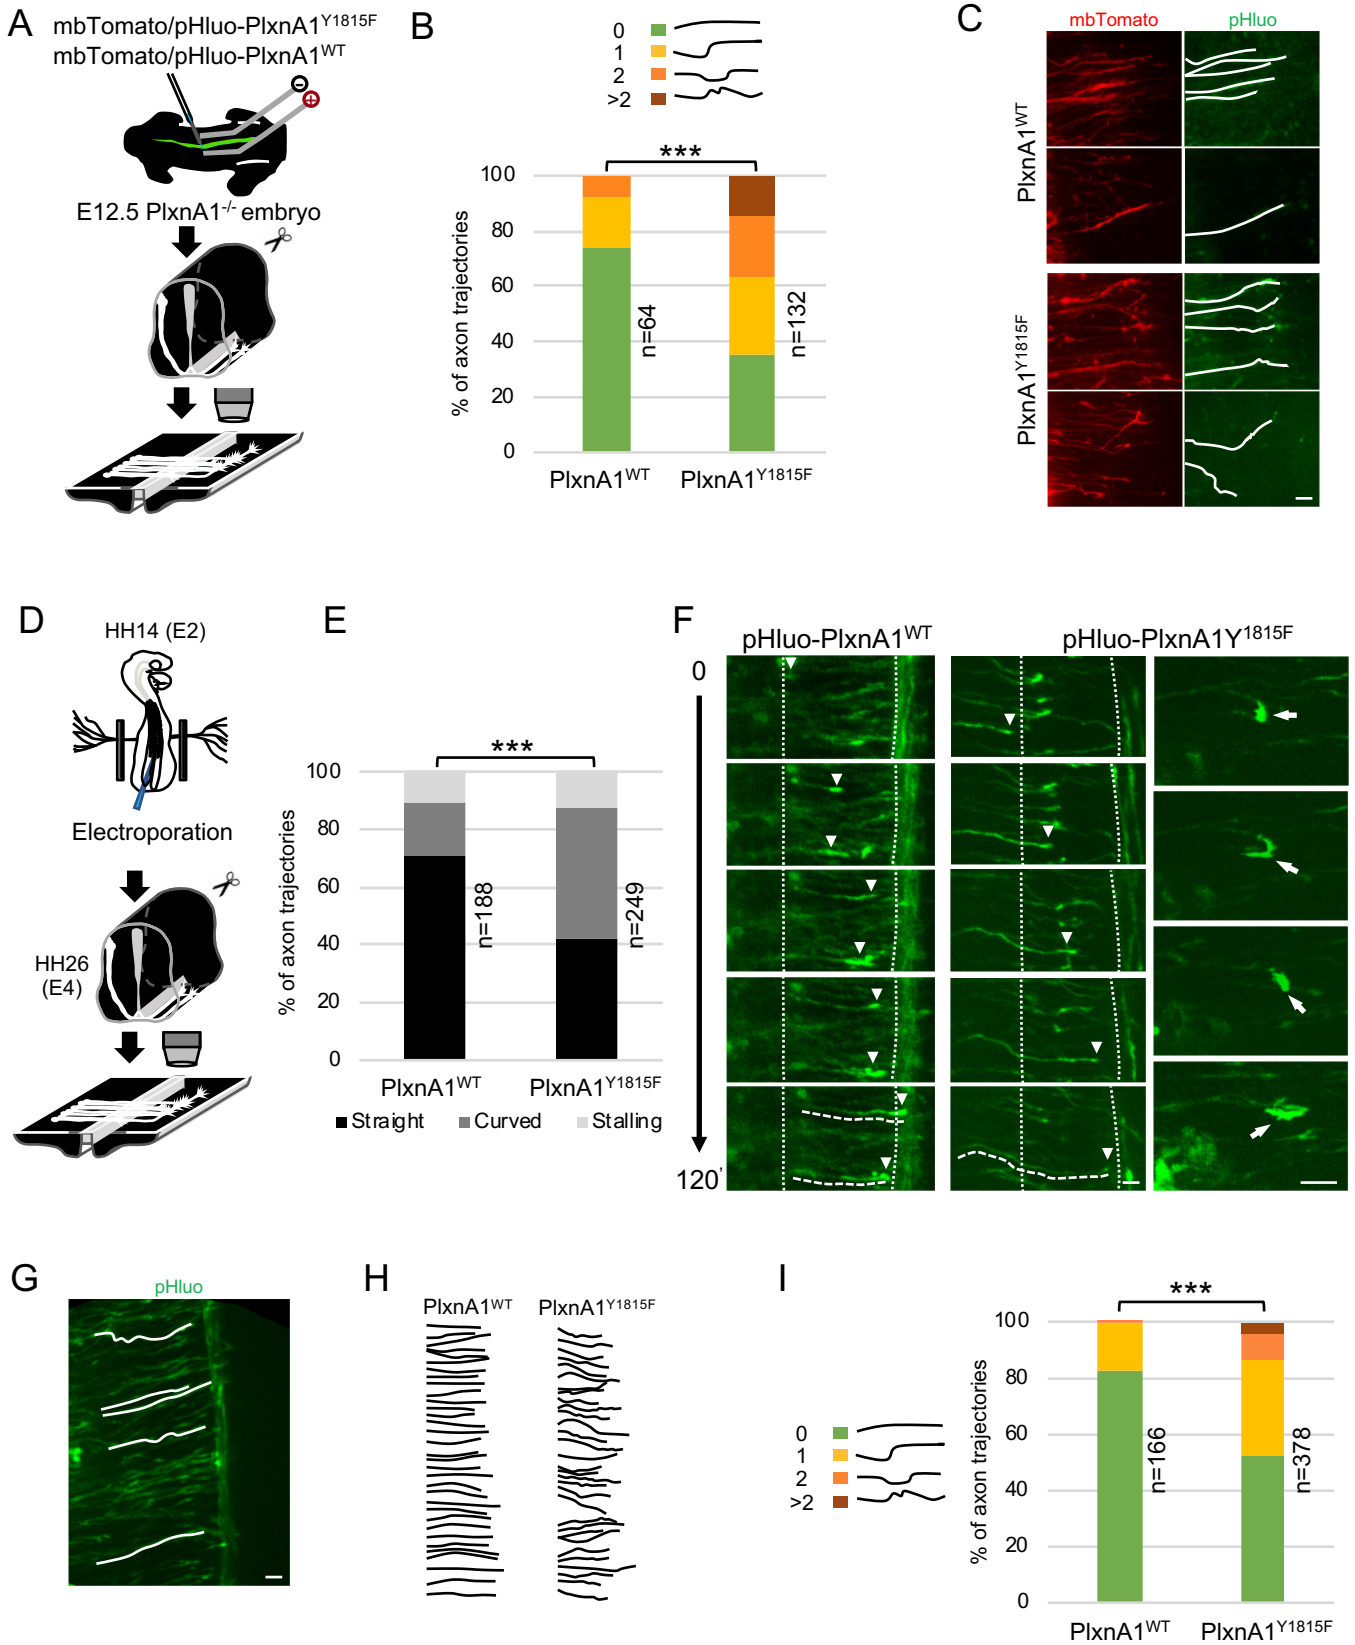 A
mbTomato/pHluo-PlxnA1Y1815F
mbTomato/pHluo-PlxnA1WT
-
+
E12.5 PlxnA1-/- embryo
B
0
1
2
>2
***
100
80
60
40
20
0
% of axon trajectories
n=64
n=132
PlxnA1WT
PlxnA1Y1815F
C
mbTomato
pHluo
PlxnA1WT
PlxnA1Y1815F
D
HH14 (E2)
Electroporation
HH26
(E4)
E
***
100
80
60
40
20
0
% of axon trajectories
n=188
n=249
PlxnA1WT
PlxnA1Y1815F
Straight
Curved
Stalling
F
pHluo-PlxnA1WT
pHluo-PlxnA1Y1815F
0
120'
G
pHluo
H
PlxnA1WT
PlxnA1Y1815F
I
0
1
2
>2
***
100
80
60
40
20
0
% of axon trajectories
n=166
n=378
PlxnA1WT
PlxnA1Y1815F